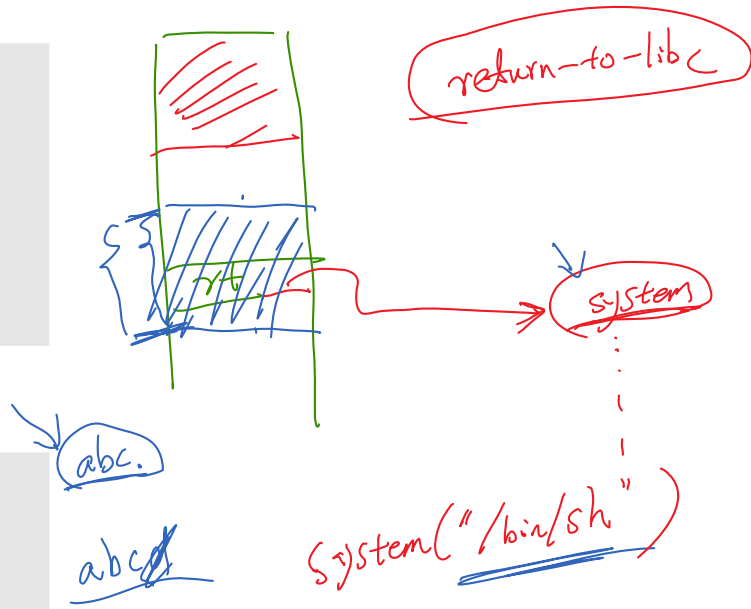 return-to-libc
rt
system
abc.
abc
system("/bin/sh")